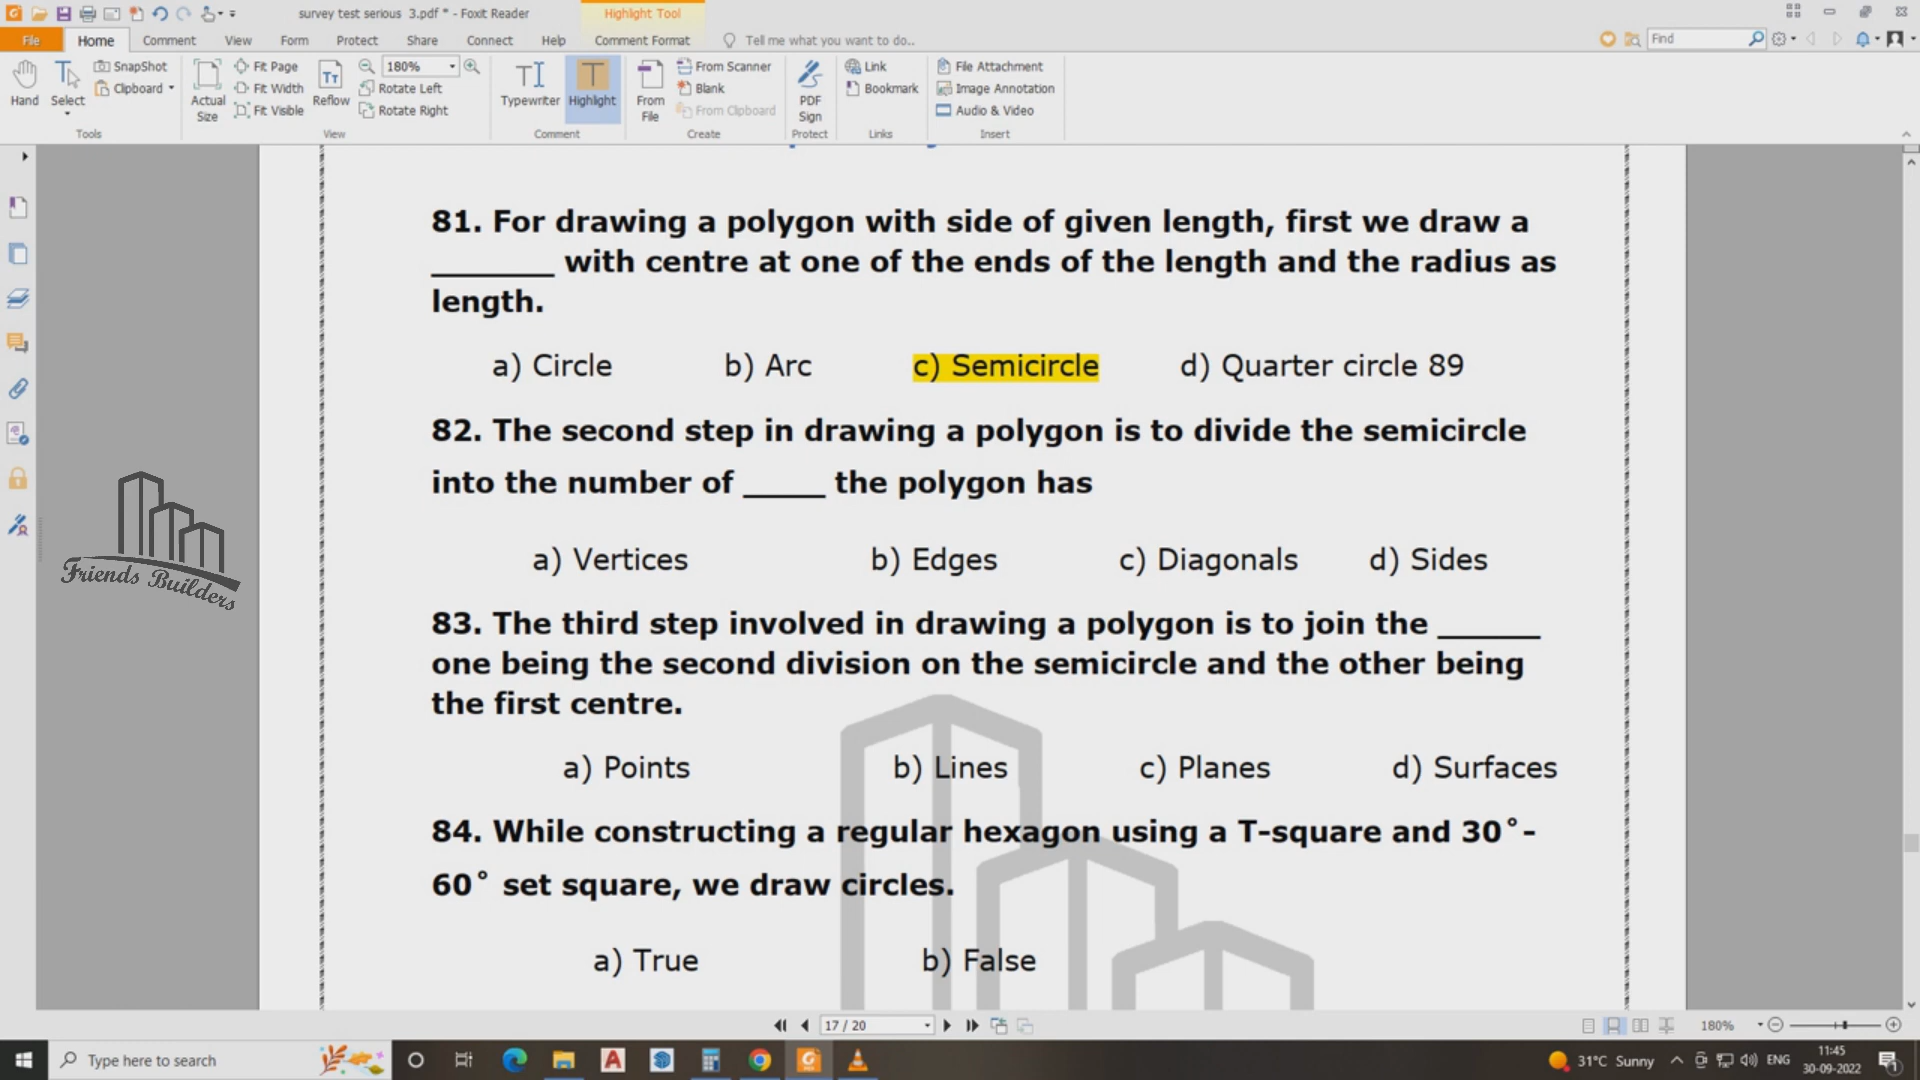 survey test serious  3.pdf * - Foxit Reader
Highlight Tool
File
Home
Comment
View
Form
Protect
Share
Connect
Help
Comment Format
Tell me what you want to do..
Find
Hand
Select
SnapShot
Clipboard
Actual Size
Fit Page
Fit Width
Fit Visible
Reflow
180%
Rotate Left
Rotate Right
Typewriter
Highlight
From File
From Scanner
Blank
From Clipboard
PDF Sign
Link
Bookmark
File Attachment
Image Annotation
Audio & Video
Tools
View
Comment
Create
Protect
Links
Insert
81. For drawing a polygon with side of given length, first we draw a
_______ with centre at one of the ends of the length and the radius as
length.
a) Circle b) Arc c) Semicircle d) Quarter circle 89
82. The second step in drawing a polygon is to divide the semicircle
into the number of _____ the polygon has
a) Vertices b) Edges c) Diagonals d) Sides
83. The third step involved in drawing a polygon is to join the ______
one being the second division on the semicircle and the other being
the first centre.
a) Points b) Lines c) Planes d) Surfaces
84. While constructing a regular hexagon using a T-square and 30˚-
60˚ set square, we draw circles.
a) True b) False
Friends Builders
17 / 20
180%
Type here to search
31°C Sunny
ENG
11:45
30-09-2022
1